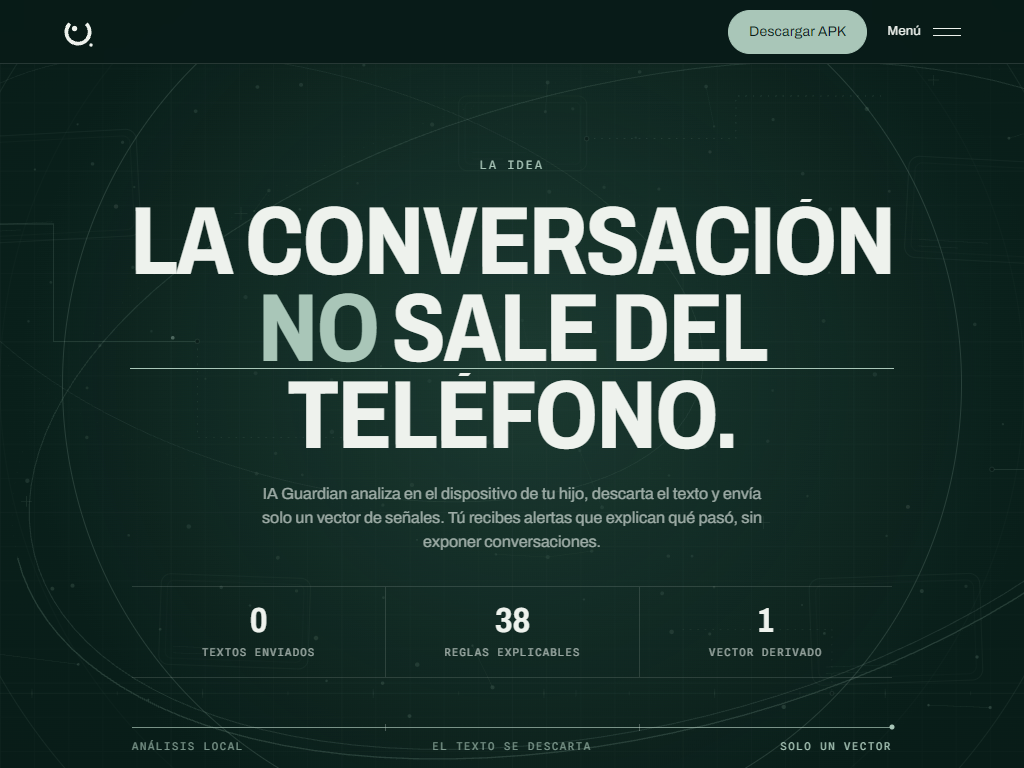 Descargar APK
Menú
LA IDEA
LA CONVERSACIÓN
NO SALE DEL
TELÉFONO.
IA Guardian analiza en el dispositivo de tu hijo, descarta el texto y envía
solo un vector de señales. Tú recibes alertas que explican qué pasó, sin
exponer conversaciones.
0
TEXTOS ENVIADOS
38
REGLAS EXPLICABLES
1
VECTOR DERIVADO
ANÁLISIS LOCAL
EL TEXTO SE DESCARTA
SOLO UN VECTOR